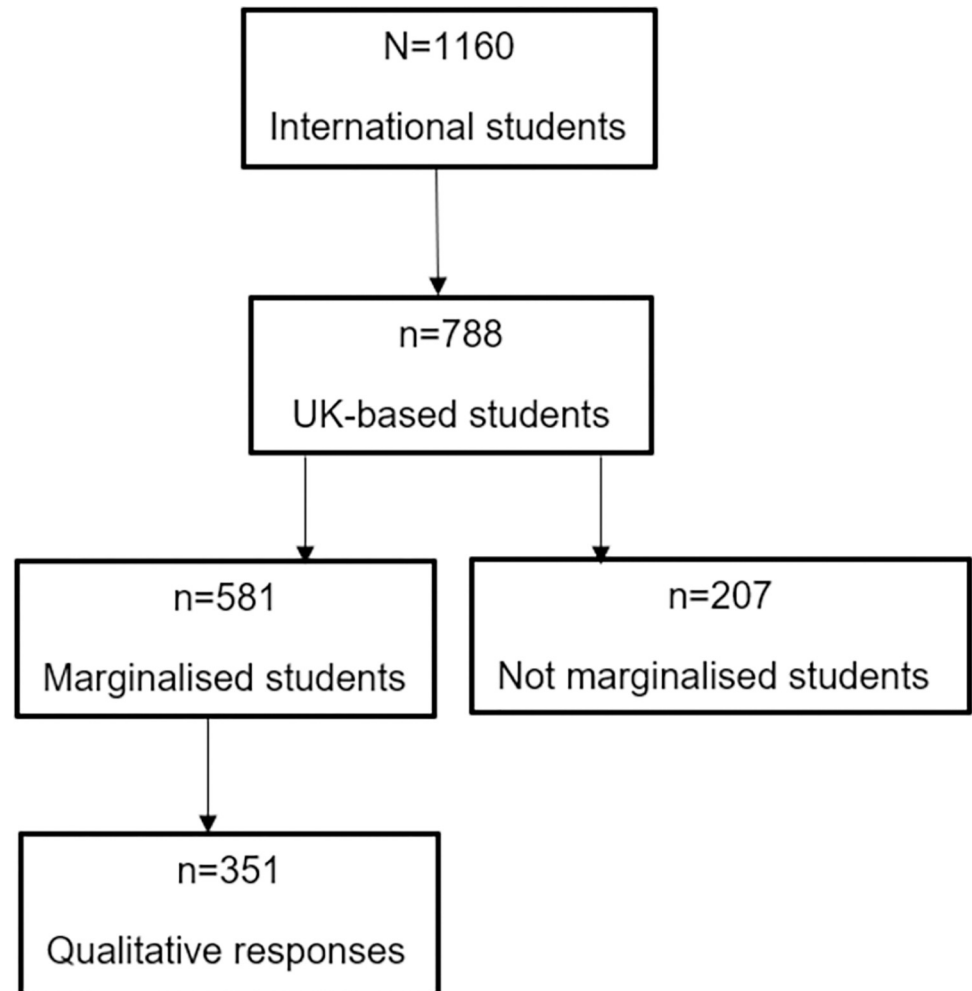 N=1160
International students
n=788
UK-based students
n=581
Marginalised students
n=207
Not marginalised students
n=351
Qualitative responses